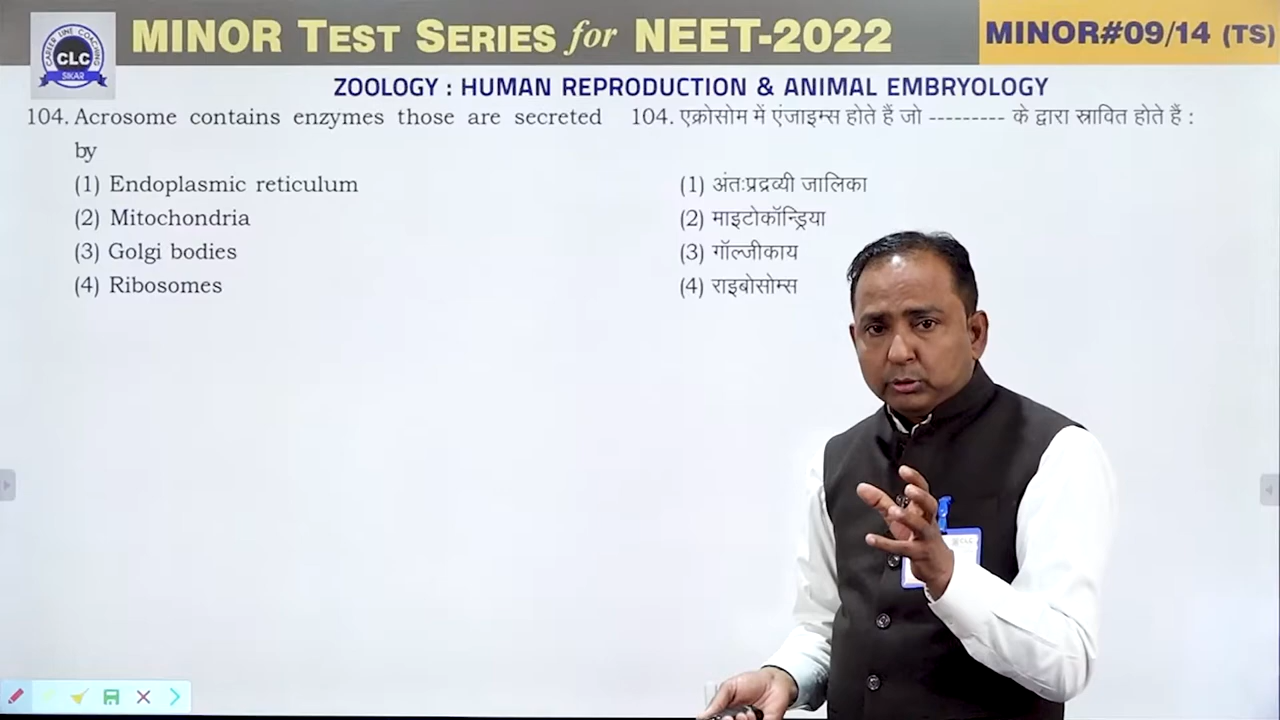 MINOR TEST SERIES for NEET-2022
MINOR#09/14 (TS)
CAREER LINE COACHING
CLC
SIKAR
ZOOLOGY : HUMAN REPRODUCTION & ANIMAL EMBRYOLOGY
104. Acrosome contains enzymes those are secreted
by
(1) Endoplasmic reticulum
(2) Mitochondria
(3) Golgi bodies
(4) Ribosomes
104. एक्रोसोम में एंजाइम्स होते हैं जो --------- के द्वारा स्रावित होते हैं :
(1) अंतःप्रद्रव्यी जालिका
(2) माइटोकॉन्ड्रिया
(3) गॉल्जीकाय
(4) राइबोसोम्स
CLC